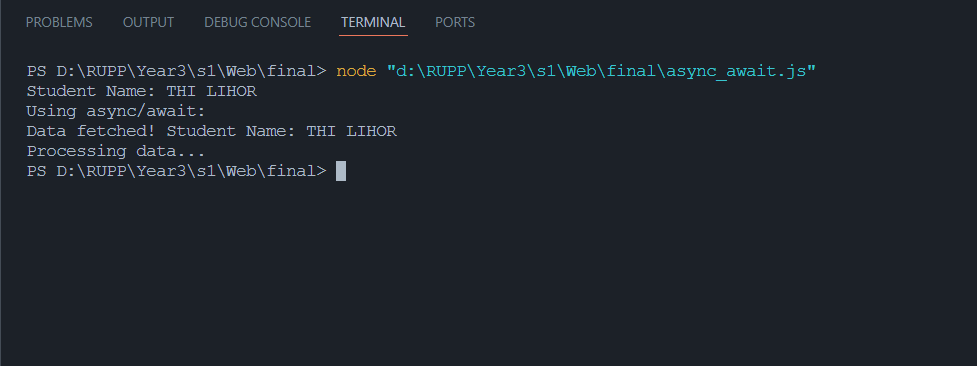 PROBLEMS OUTPUT DEBUG CONSOLE TERMINAL PORTS
PS D:\RUPP\Year3\s1\Web\final> node "d:\RUPP\Year3\s1\Web\final\async_await.js"
Student Name: THI LIHOR
Using async/await:
Data fetched! Student Name: THI LIHOR
Processing data...
PS D:\RUPP\Year3\s1\Web\final>